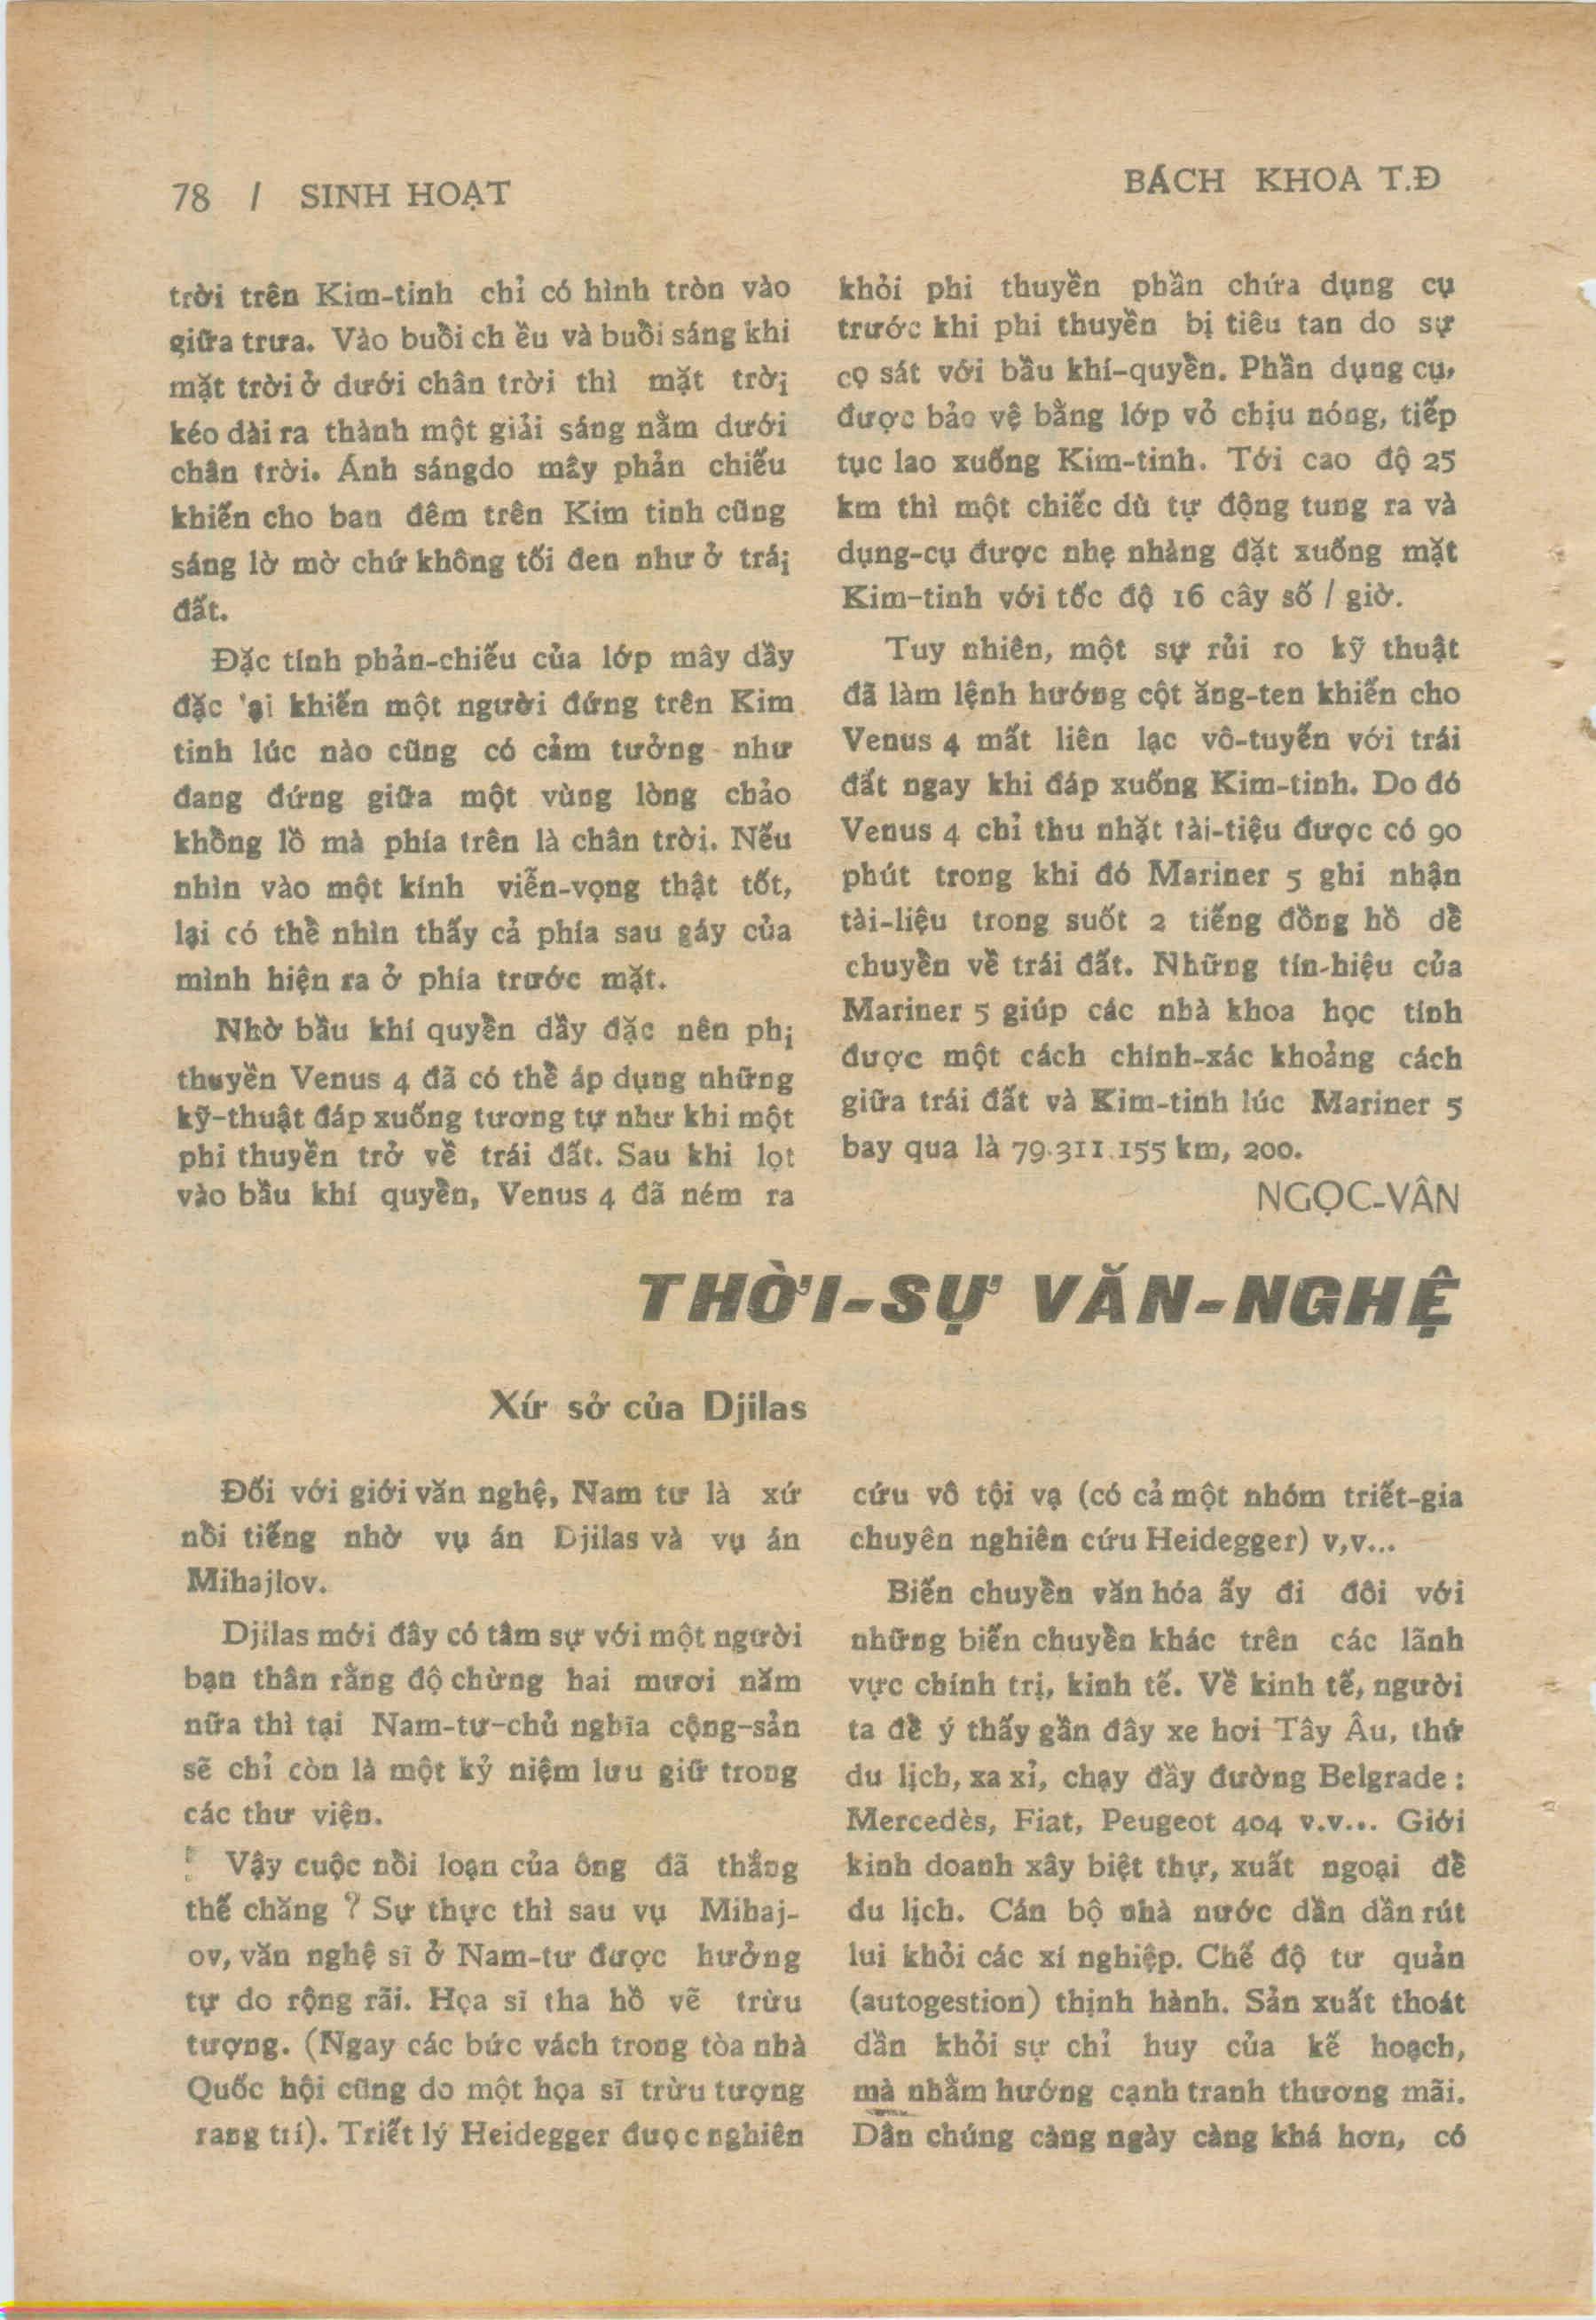 78 / SINH HOẠT
BÁCH KHOA T.Đ
trời trên Kim-tinh chỉ có hình tròn vào
giữa trưa. Vào buổi ch ều và buổi sáng khi
mặt trời ở dưới chân trời thì mặt trời
kéo dài ra thành một giải sáng nằm dưới
chân trời. Ánh sángdo mây phản chiếu
khiến cho ban đêm trên Kim tinh cũng
sáng lờ mờ chứ không tối đen như ở trái
đất.
Đặc tính phản-chiếu của lớp mây dầy
đặc lại khiến một người đứng trên Kim
tinh lúc nào cũng có cảm tưởng như
đang đứng giữa một vùng lòng chảo
khổng lồ mà phía trên là chân trời. Nếu
nhìn vào một kính viễn-vọng thật tốt,
lại có thể nhìn thấy cả phía sau gáy của
mình hiện ra ở phía trước mặt.
Nhờ bầu khí quyển dầy đặc nên phi
thuyền Venus 4 đã có thể áp dụng những
kỹ-thuật đáp xuống tương tự như khi một
phi thuyền trở về trái đất. Sau khi lọt
vào bầu khí quyển, Venus 4 đã ném ra
khỏi phi thuyền phần chứa dụng cụ
trước khi phi thuyền bị tiêu tan do sự
cọ sát với bầu khí-quyển. Phần dụng cụ,
được bảo vệ bằng lớp vỏ chịu nóng, tiếp
tục lao xuống Kim-tinh. Tới cao độ 25
km thì một chiếc dù tự động tung ra và
dụng-cụ được nhẹ nhàng đặt xuống mặt
Kim-tinh với tốc độ 16 cây số / giờ.
Tuy nhiên, một sự rủi ro kỹ thuật
đã làm lệnh hướng cột ăng-ten khiến cho
Venus 4 mất liên lạc vô-tuyến với trái
đất ngay khi đáp xuống Kim-tinh. Do đó
Venus 4 chỉ thu nhặt tài-tiệu được có 90
phút trong khi đó Mariner 5 ghi nhận
tài-liệu trong suốt 2 tiếng đồng hồ dể
chuyển về trái đất. Những tín-hiệu của
Mariner 5 giúp các nhà khoa học tính
được một cách chính-xác khoảng cách
giữa trái đất và Kim-tinh lúc Mariner 5
bay qua là 79.311.155 km, 200.
NGỌC-VÂN
THỜI-SỰ VĂN-NGHỆ
Xứ sở của Djilas
Đối với giới văn nghệ, Nam tư là xứ
nổi tiếng nhờ vụ án Djilas và vụ án
Mihajlov.
Djilas mới đây có tâm sự với một người
bạn thân rằng độ chừng hai mươi năm
nữa thì tại Nam-tư-chủ nghĩa cộng-sản
sẽ chỉ còn là một kỷ niệm lưu giữ trong
các thư viện.
Vậy cuộc nổi loạn của ông đã thắng
thế chăng ? Sự thực thì sau vụ Mihaj-
ov, văn nghệ sĩ ở Nam-tư được hưởng
tự do rộng rãi. Họa sĩ tha hồ vẽ trừu
tượng. (Ngay các bức vách trong tòa nhà
Quốc hội cũng do một họa sĩ trừu tượng
rang trí). Triết lý Heidegger đuọc nghiên
cứu vô tội vạ (có cả một nhóm triết-gia
chuyên nghiên cứu Heidegger) v,v...
Biến chuyển văn hóa ấy đi đôi với
những biến chuyển khác trên các lãnh
vực chính trị, kinh tế. Về kinh tế, người
ta để ý thấy gần đây xe hơi Tây Âu, thứ
du lịch, xa xỉ, chạy đầy đường Belgrade :
Mercedès, Fiat, Peugeot 404 v.v... Giới
kinh doanh xây biệt thự, xuất ngoại để
du lịch. Cán bộ nhà nước dần dần rút
lui khỏi các xí nghiệp. Chế độ tư quản
(autogestion) thịnh hành. Sản xuất thoát
dần khỏi sự chỉ huy của kế hoạch,
mà nhằm hướng cạnh tranh thương mãi.
Dân chúng càng ngày càng khá hơn, có